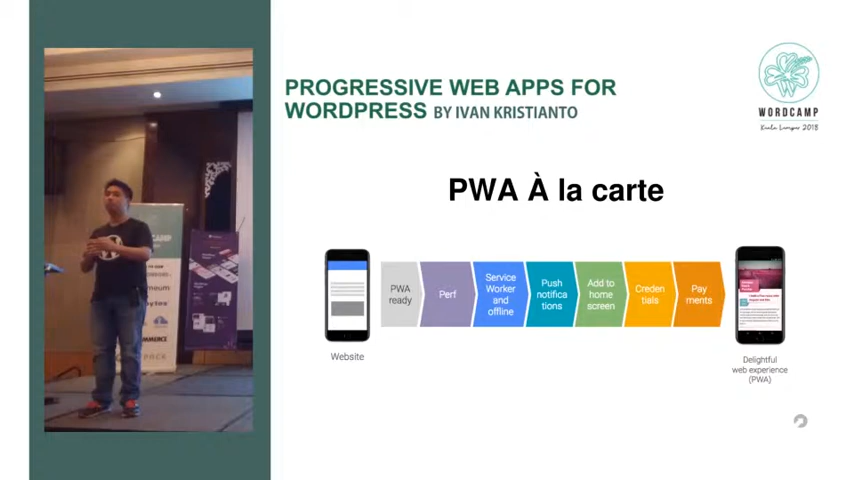 PROGRESSIVE WEB APPS FOR
WORDPRESS BY IVAN KRISTIANTO
WORDCAMP
Kuala Lumpur 2018
PWA À la carte
PWA
ready
Perf
Service
Worker
and
offline
Push
notifica
tions
Add to
home
screen
Creden
tials
Pay
ments
Website
Delightful
web experience
(PWA)